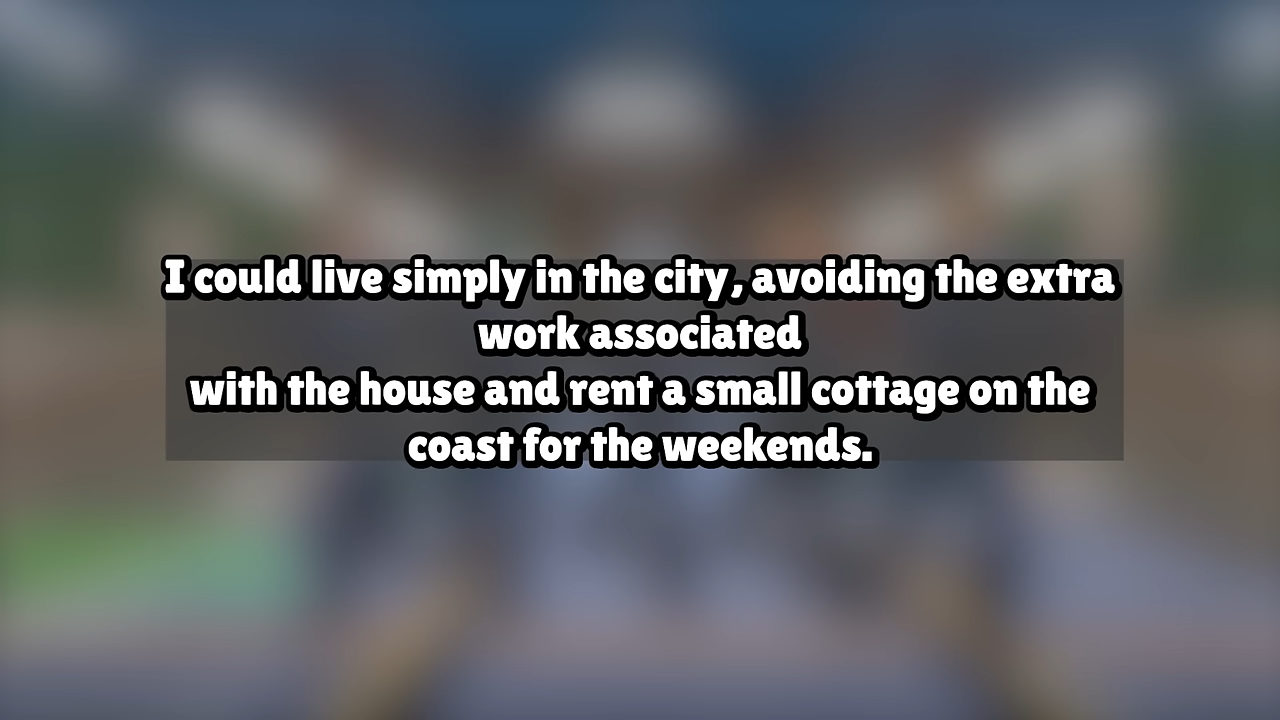 I could live simply in the city, avoiding the extra
work associated
with the house and rent a small cottage on the
coast for the weekends.